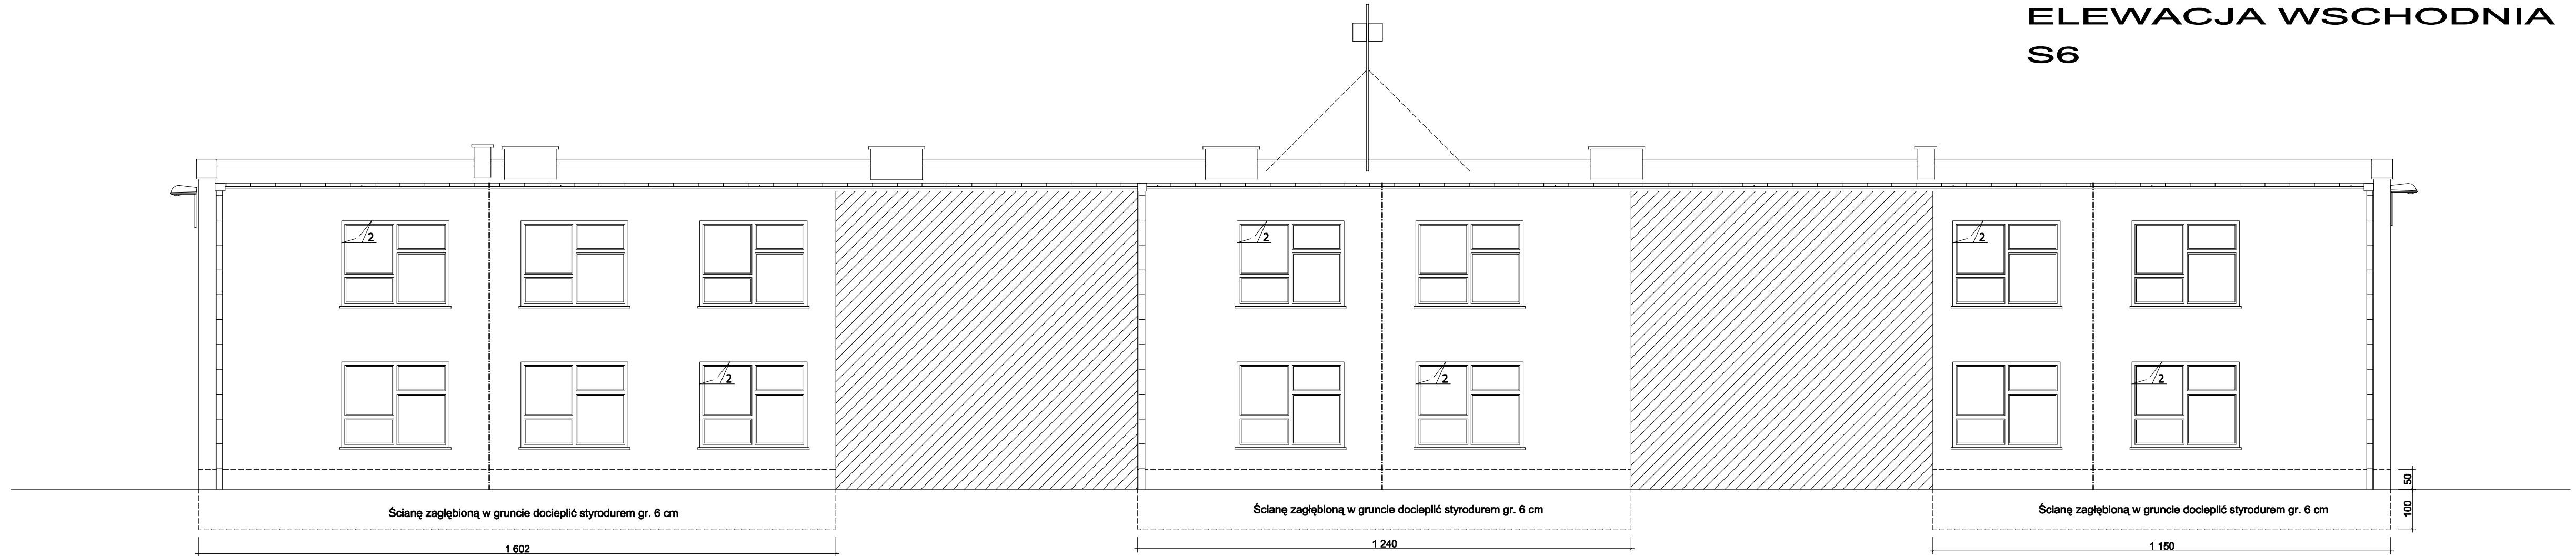 ELEWACJA WSCHODNIA
S6
2
2
2
2
2
2
50
100
Ścianę zagłębioną w gruncie docieplić styrodurem gr. 6 cm
Ścianę zagłębioną w gruncie docieplić styrodurem gr. 6 cm
Ścianę zagłębioną w gruncie docieplić styrodurem gr. 6 cm
1 602
1 240
1 150